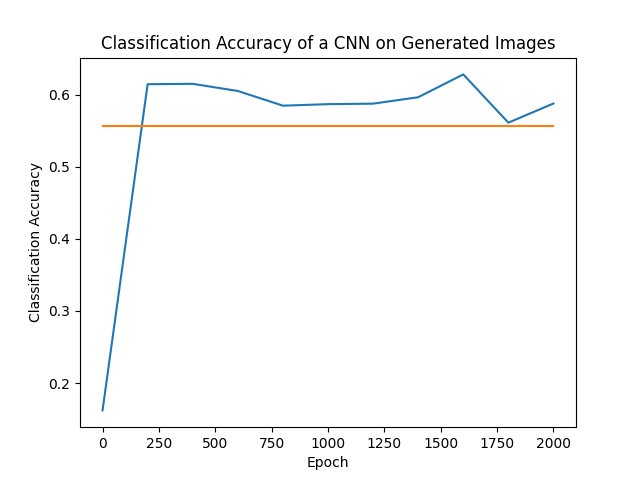 Classification Accuracy of a CNN on Generated Images
Classification Accuracy
0.6
0.5
0.4
0.3
0.2
0 250 500 750 1000 1250 1500 1750 2000
Epoch